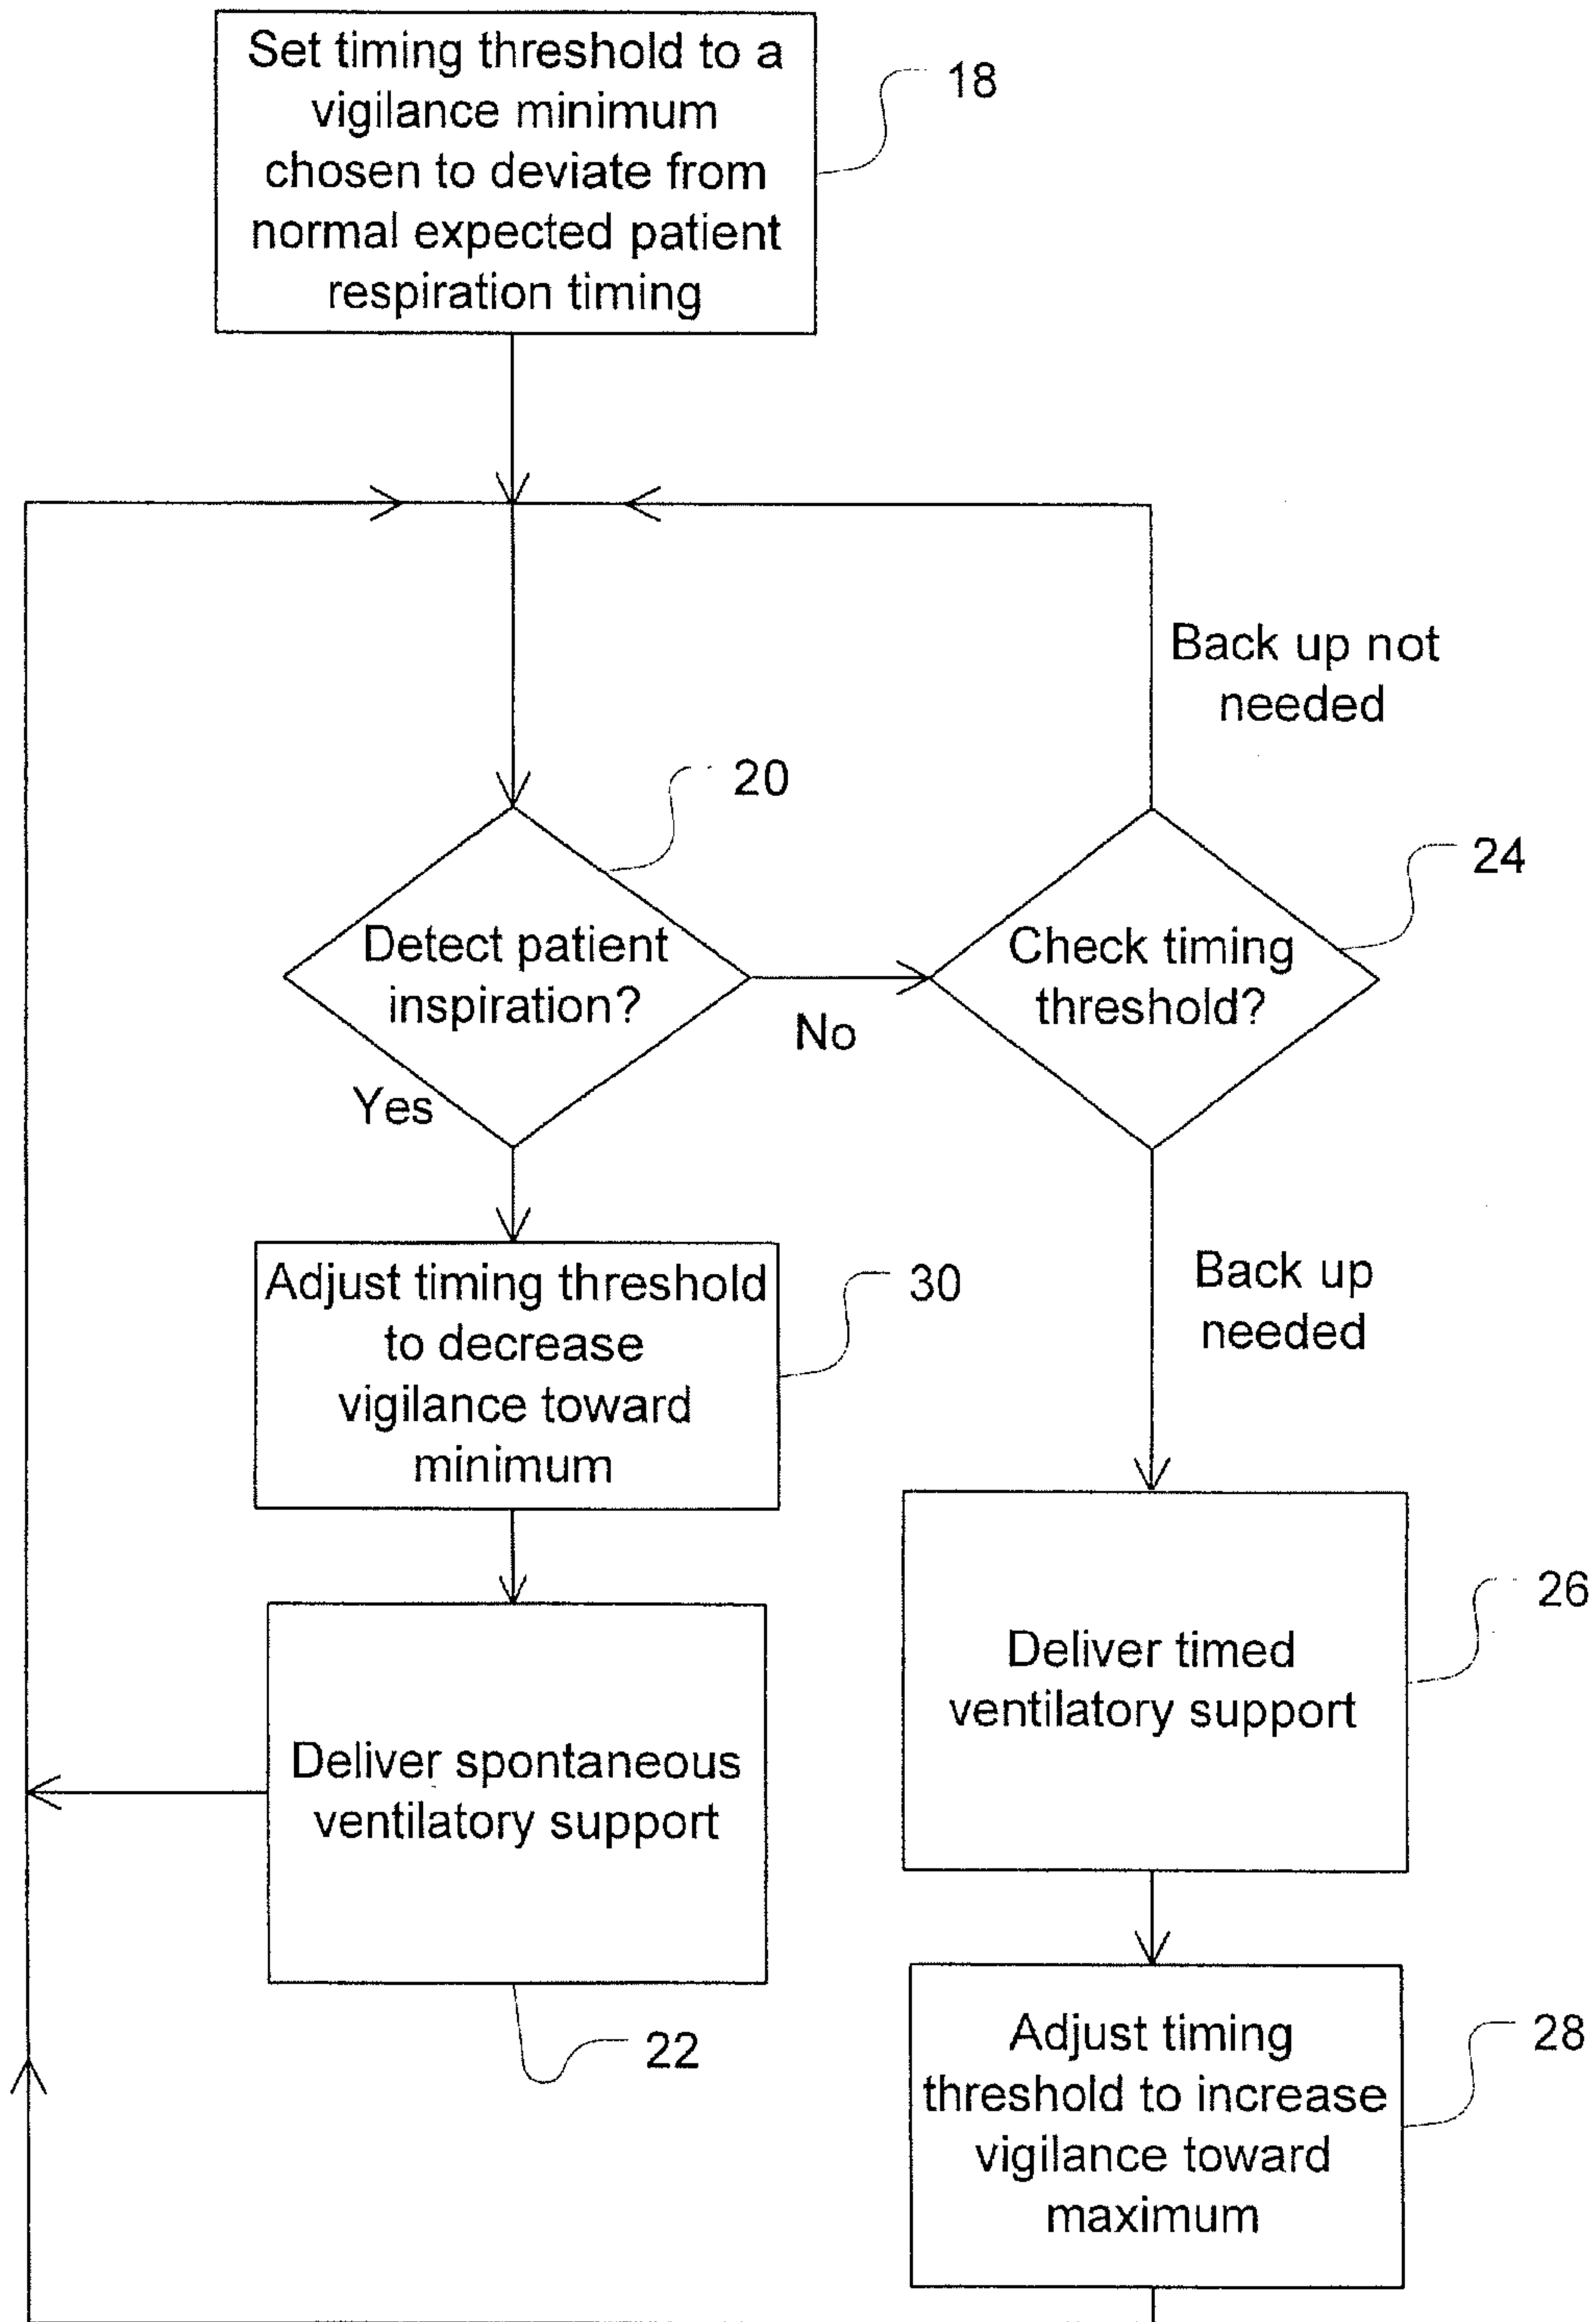 Set timing threshold to a
vigilance minimum
chosen to deviate from
normal expected patient
respiration timing
18
Back up not
needed
20
24
Detect patient
inspiration?
No
Check timing
threshold?
Yes
Adjust timing threshold
to decrease
vigilance toward
minimum
30
Back up
needed
Deliver timed
ventilatory support
26
Deliver spontaneous
ventilatory support
22
Adjust timing
threshold to increase
vigilance toward
maximum
28